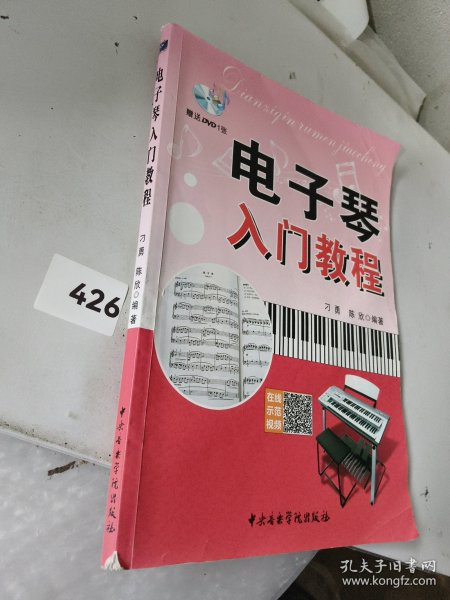 电子琴入门教程
刁勇 陈欣◎编著
中央音乐学院出版社
426
赠送DVD1张
Dianziqin rumen jiaocheng
电子琴
入门教程
刁勇 陈欣◎编著
在线
示范
视频
中央音乐学院出版社
孔夫子旧书网
www.kongfz.com